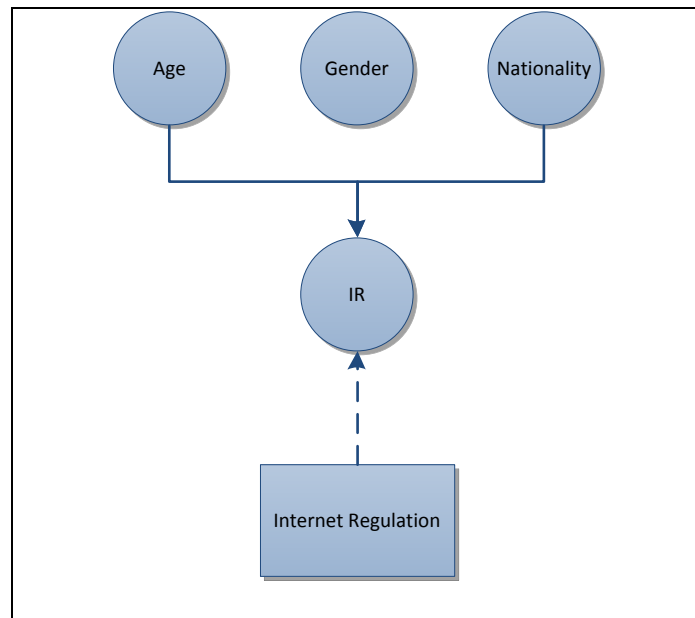 Age
Gender
Nationality
IR
Internet Regulation